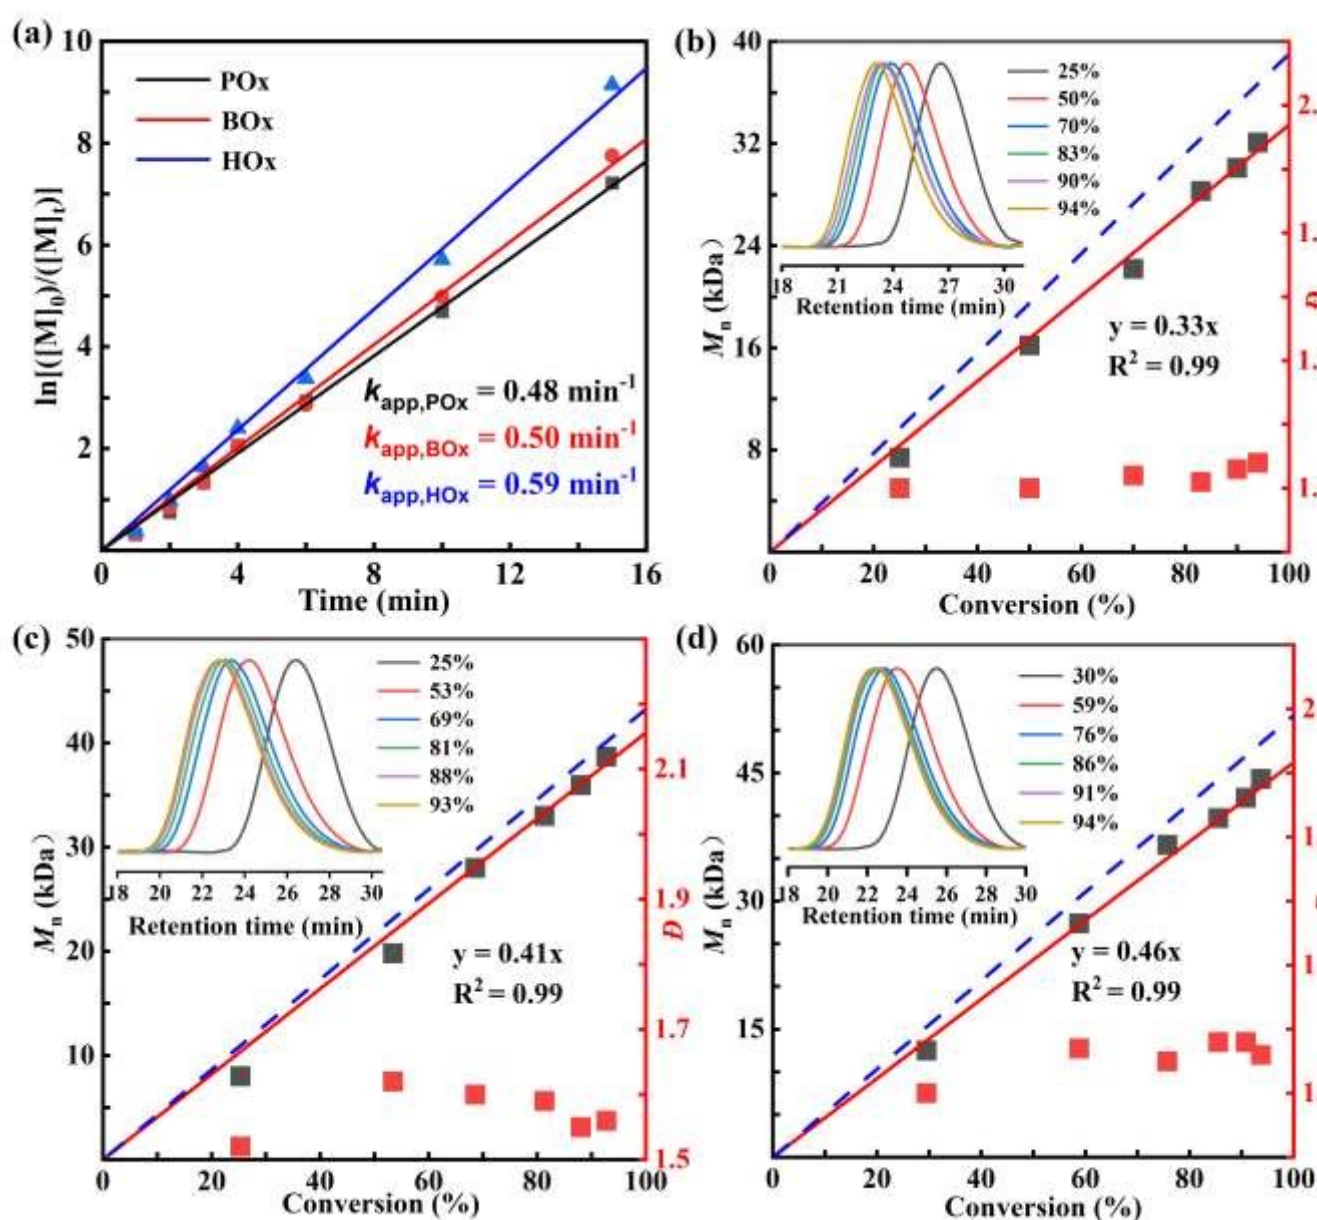 (a)
10
8
6
4
2
0
4
8
12
16
ln[([M]₀)/([M]ₜ)]
Time (min)
POx
BOx
HOx
k_app,POx = 0.48 min⁻¹
k_app,BOx = 0.50 min⁻¹
k_app,HOx = 0.59 min⁻¹
(b)
40
32
24
16
8
0
20
40
60
80
100
Mₙ (kDa)
Conversion (%)
25%
50%
70%
83%
90%
94%
18
21
24
27
30
Retention time (min)
y = 0.33x
R² = 0.99
(c)
50
40
30
20
10
0
20
40
60
80
100
Mₙ (kDa)
Conversion (%)
25%
53%
69%
81%
88%
93%
18
20
22
24
26
28
30
Retention time (min)
y = 0.41x
R² = 0.99
2.1
1.9
1.7
1.5
Đ
(d)
60
45
30
15
0
20
40
60
80
100
Mₙ (kDa)
Conversion (%)
30%
59%
76%
86%
91%
94%
18
20
22
24
26
28
30
Retention time (min)
y = 0.46x
R² = 0.99